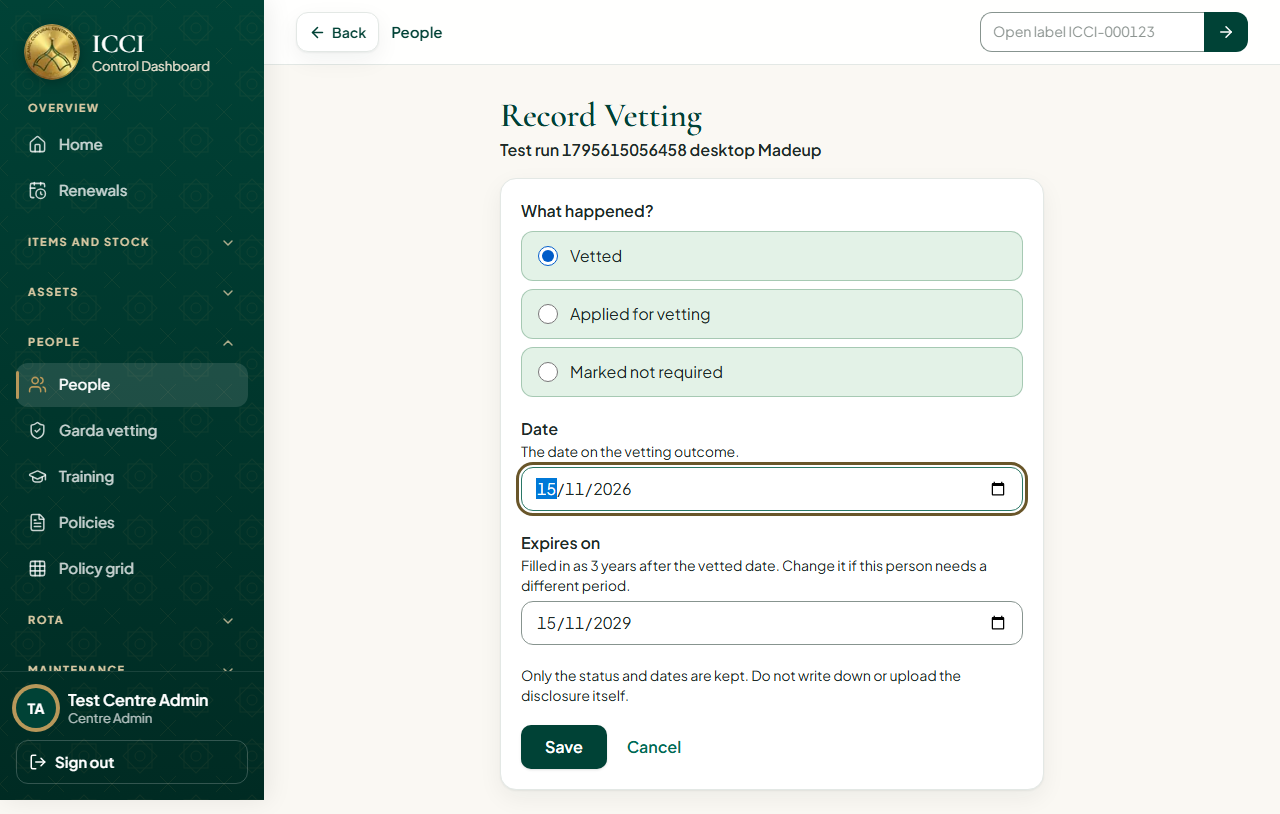 ICCI
Control Dashboard
OVERVIEW
Home
Renewals
ITEMS AND STOCK
ASSETS
PEOPLE
People
Garda vetting
Training
Policies
Policy grid
ROTA
MAINTENANCE
TA
Test Centre Admin
Centre Admin
Sign out
Back
People
Open label ICCI-000123
Record Vetting
Test run 1795615056458 desktop Madeup
What happened?
Vetted
Applied for vetting
Marked not required
Date
The date on the vetting outcome.
15/11/2026
Expires on
Filled in as 3 years after the vetted date. Change it if this person needs a
different period.
15/11/2029
Only the status and dates are kept. Do not write down or upload the
disclosure itself.
Save
Cancel